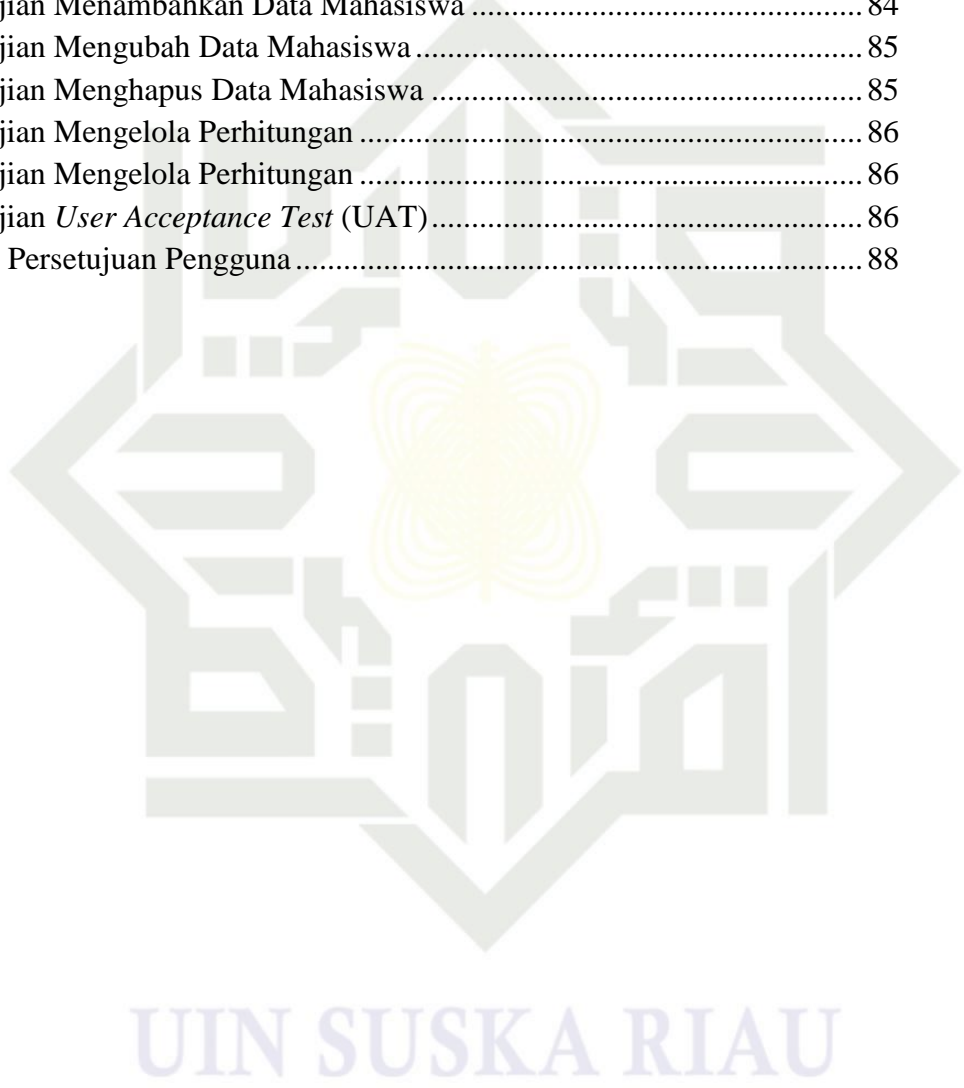 jian Menambahkan Data Mahasiswa ........................................................ 84
jian Mengubah Data Mahasiswa ................................................................ 85
jian Menghapus Data Mahasiswa .............................................................. 85
jian Mengelola Perhitungan ........................................................................ 86
jian Mengelola Perhitungan ........................................................................ 86
jian User Acceptance Test (UAT) .............................................................. 86
Persetujuan Pengguna ................................................................................. 88
UIN SUSKA RIAU